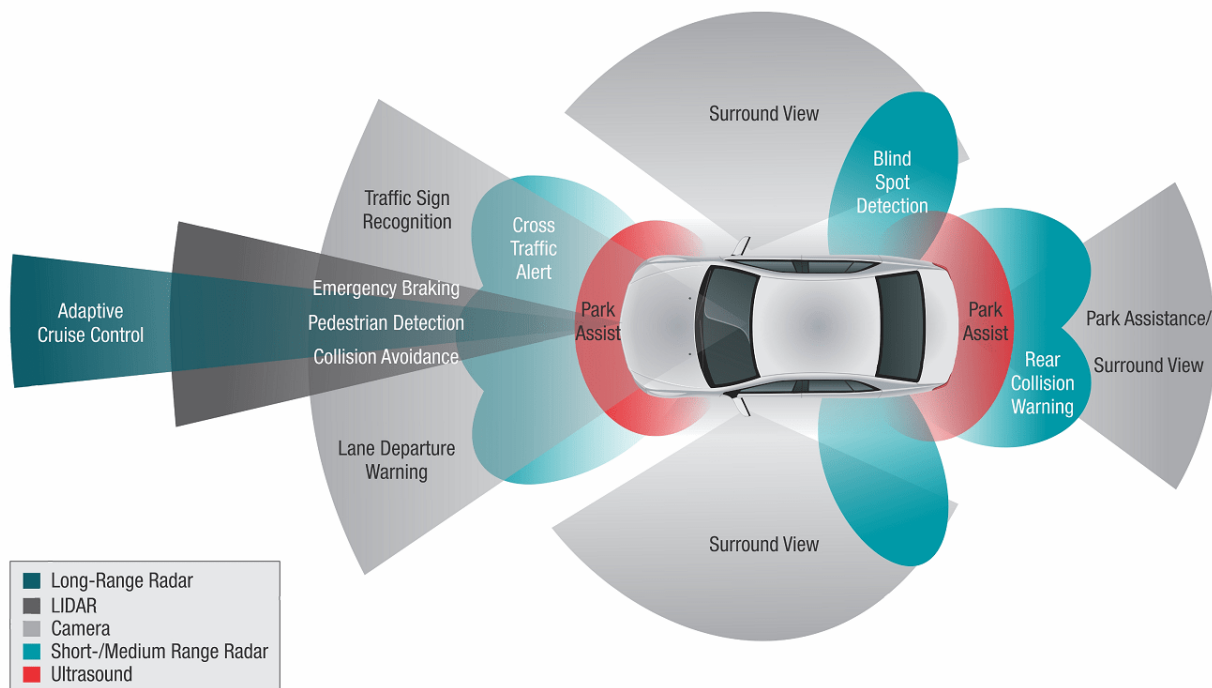 Surround View
Blind
Spot
Detection
Traffic Sign
Recognition
Cross
Traffic
Alert
Emergency Braking
Adaptive
Cruise Control
Pedestrian Detection
Collision Avoidance
Park
Assist
Park
Assist
Park Assistance/
Surround View
Rear
Collision
Warning
Lane Departure
Warning
Surround View
Long-Range Radar
LIDAR
Camera
Short-/Medium Range Radar
Ultrasound